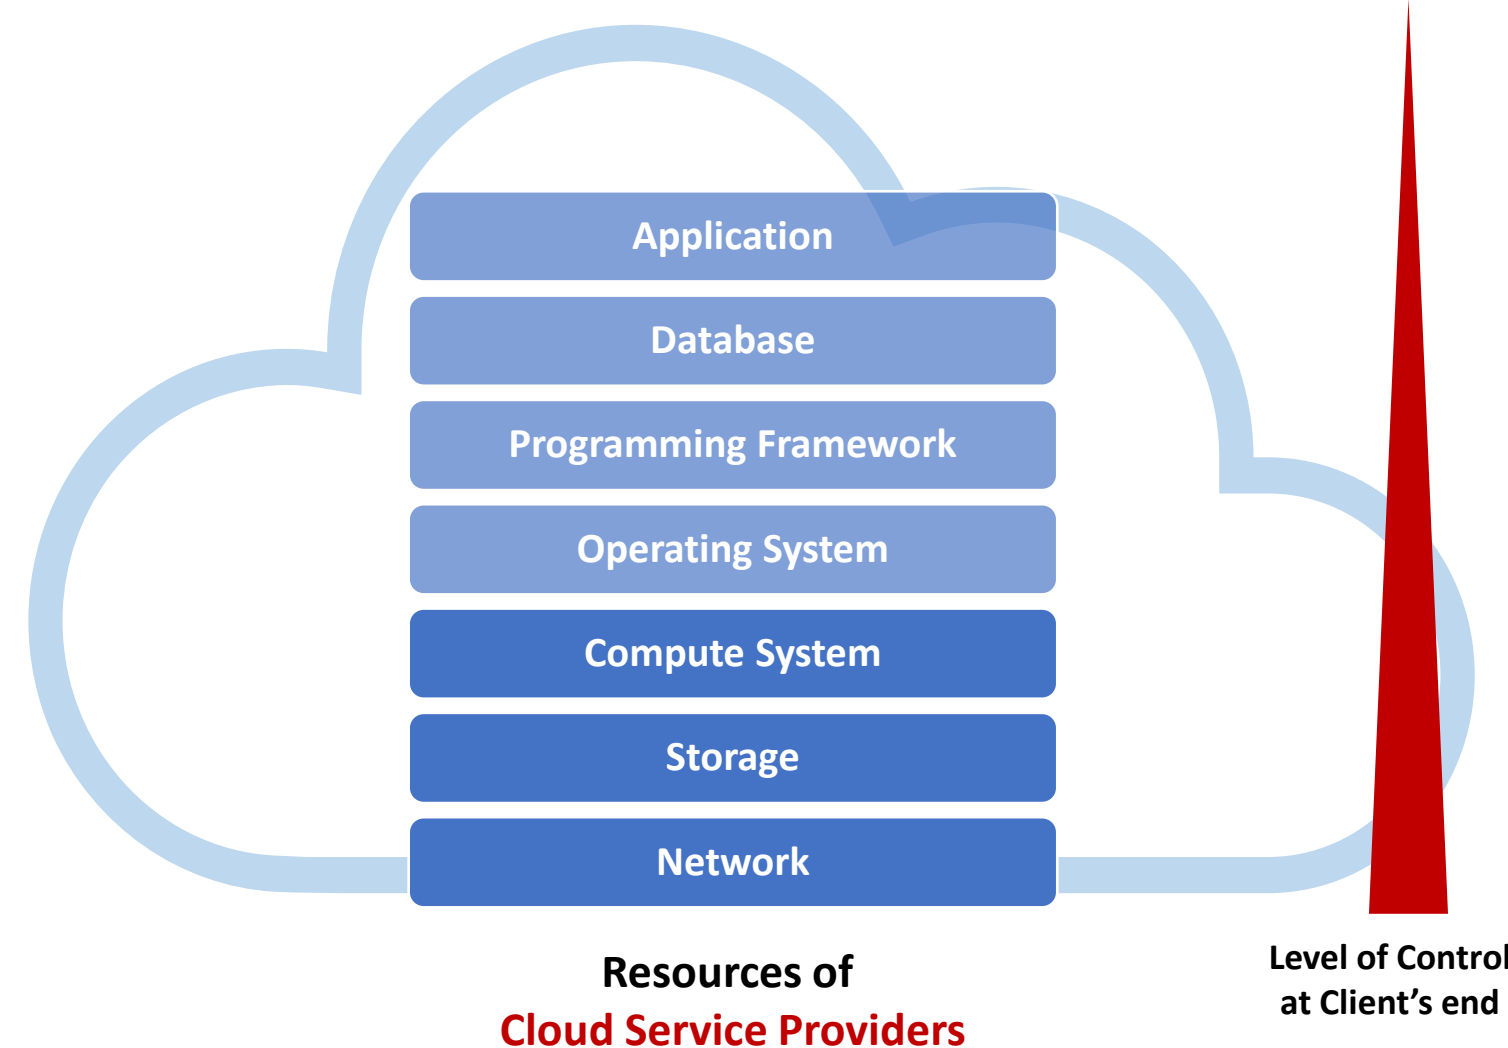 Application
Database
Programming Framework
Operating System
Compute System
Storage
Network
Resources of
Cloud Service Providers
Level of Control
at Client's end